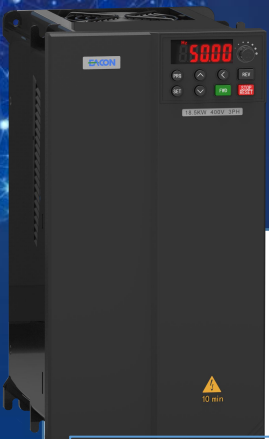 EACON
50.00
PRG
REV
SET
FWD
STOP
RESET
18.5KW 400V 3PH
10 min